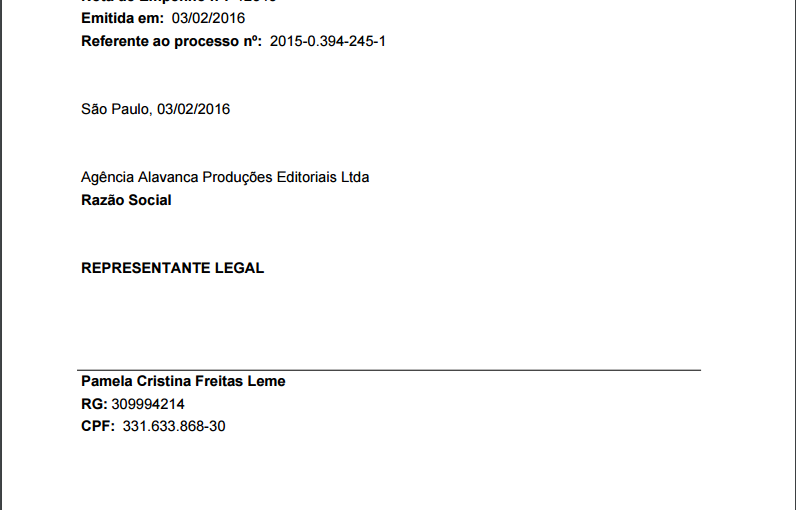 Emitida em: 03/02/2016
Referente ao processo nº: 2015-0.394-245-1
São Paulo, 03/02/2016
Agência Alavanca Produções Editoriais Ltda
Razão Social
REPRESENTANTE LEGAL
Pamela Cristina Freitas Leme
RG: 309994214
CPF: 331.633.868-30